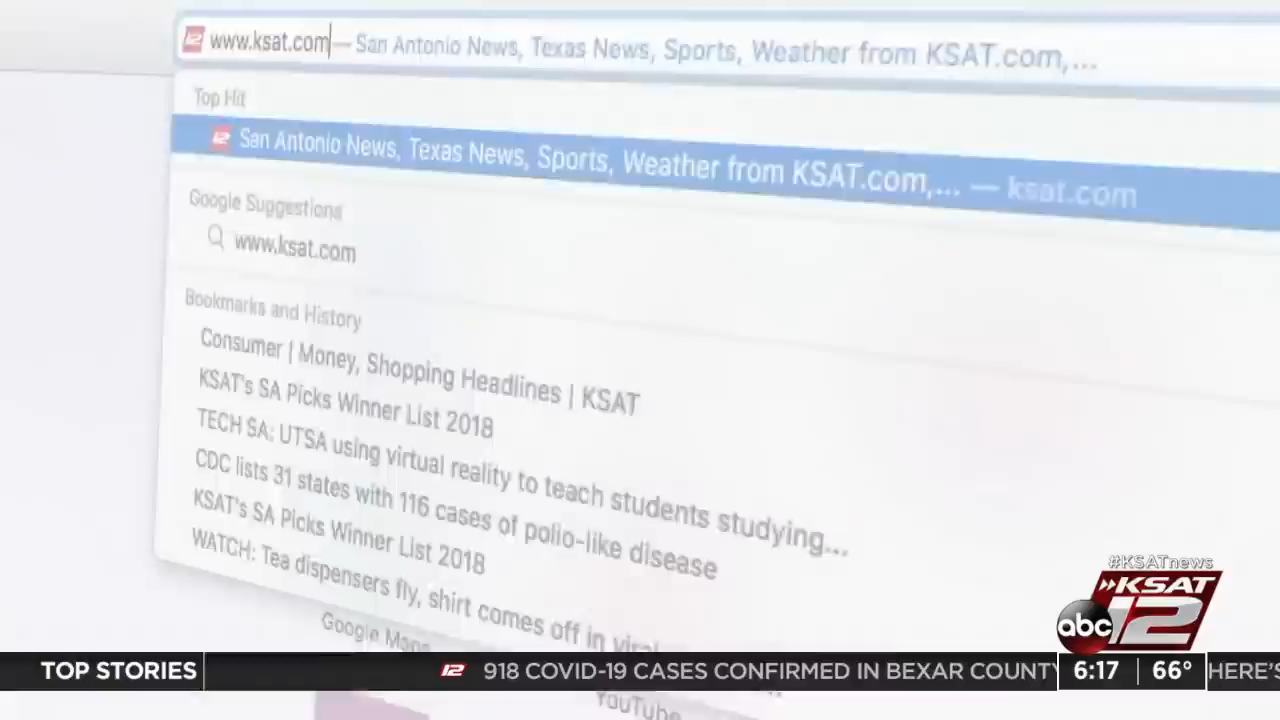 www.ksat.com — San Antonio News, Texas News, Sports, Weather from KSAT.com,...
Top Hit
San Antonio News, Texas News, Sports, Weather from KSAT.com,... — ksat.com
Google Suggestions
www.ksat.com
Bookmarks and History
Consumer | Money, Shopping Headlines | KSAT
KSAT's SA Picks Winner List 2018
TECH SA: UTSA using virtual reality to teach students studying...
CDC lists 31 states with 116 cases of polio-like disease
KSAT's SA Picks Winner List 2018
WATCH: Tea dispensers fly, shirt comes off in viral
Google Maps
YouTube
#KSATnews
KSAT
abc 12
TOP STORIES 12 918 COVID-19 CASES CONFIRMED IN BEXAR COUNTY 6:17 66° HERE'S